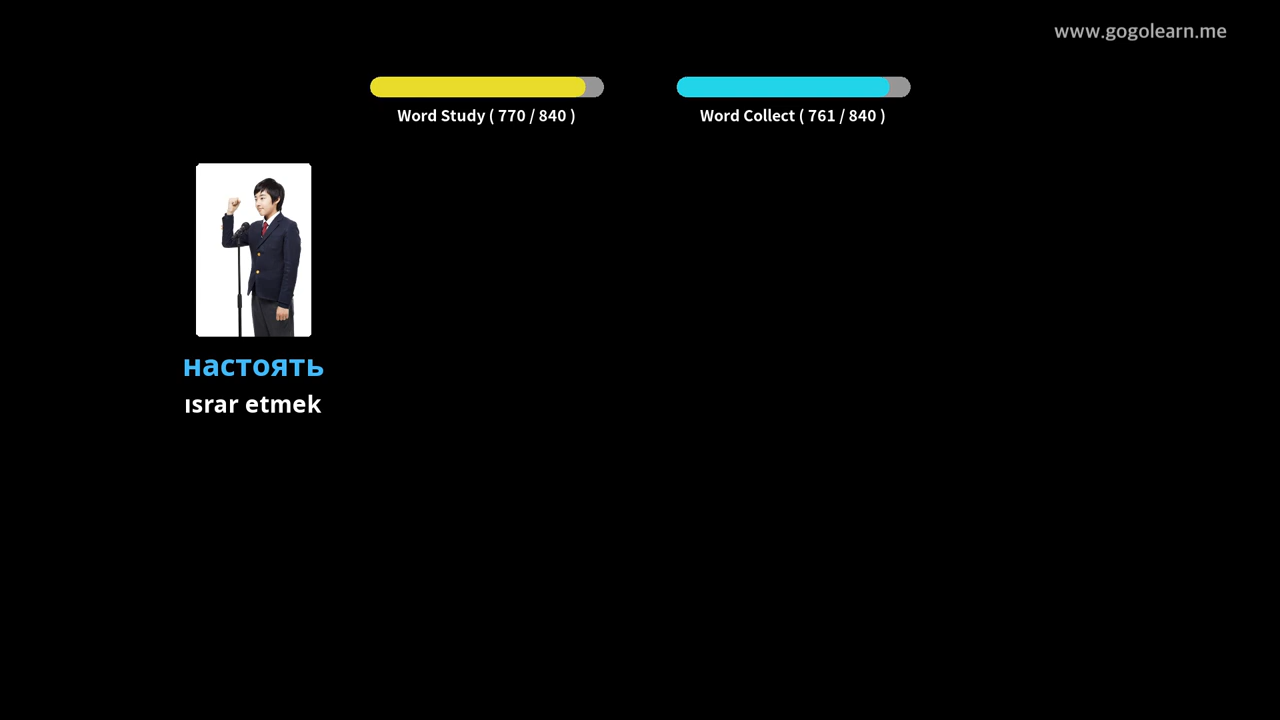 www.gogolearn.me
Word Study ( 770 / 840 )
Word Collect ( 761 / 840 )
настоять
ısrar etmek